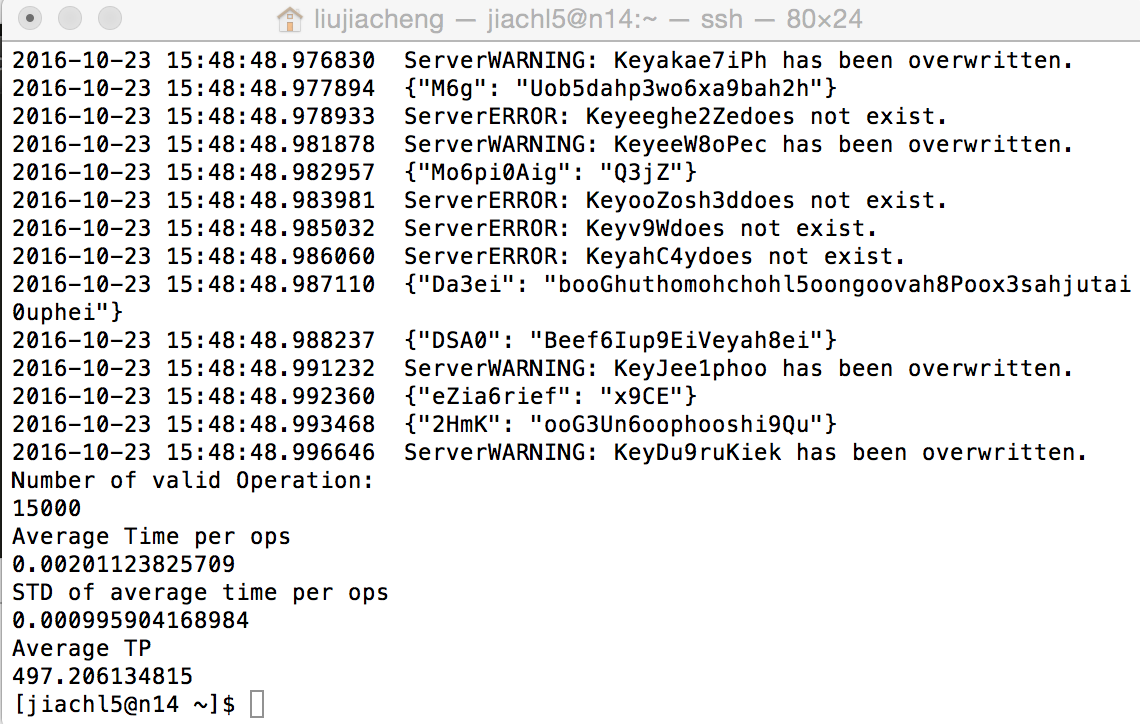 liujiacheng — jiachl5@n14:~ — ssh — 80×24
2016-10-23 15:48:48.976830  ServerWARNING: Keyakae7iPh has been overwritten.
2016-10-23 15:48:48.977894  {"M6g": "Uob5dahp3wo6xa9bah2h"}
2016-10-23 15:48:48.978933  ServerERROR: Keyeeghe2Zedoes not exist.
2016-10-23 15:48:48.981878  ServerWARNING: KeyeeW8oPec has been overwritten.
2016-10-23 15:48:48.982957  {"Mo6pi0Aig": "Q3jZ"}
2016-10-23 15:48:48.983981  ServerERROR: KeyooZosh3ddoes not exist.
2016-10-23 15:48:48.985032  ServerERROR: Keyv9Wdoes not exist.
2016-10-23 15:48:48.986060  ServerERROR: KeyahC4ydoes not exist.
2016-10-23 15:48:48.987110  {"Da3ei": "booGhuthomohchohl5oongoovah8Poox3sahjutai
0uphei"}
2016-10-23 15:48:48.988237  {"DSA0": "Beef6Iup9EiVeyah8ei"}
2016-10-23 15:48:48.991232  ServerWARNING: KeyJee1phoo has been overwritten.
2016-10-23 15:48:48.992360  {"eZia6rief": "x9CE"}
2016-10-23 15:48:48.993468  {"2HmK": "ooG3Un6oophooshi9Qu"}
2016-10-23 15:48:48.996646  ServerWARNING: KeyDu9ruKiek has been overwritten.
Number of valid Operation:
15000
Average Time per ops
0.00201123825709
STD of average time per ops
0.000995904168984
Average TP
497.206134815
[jiachl5@n14 ~]$